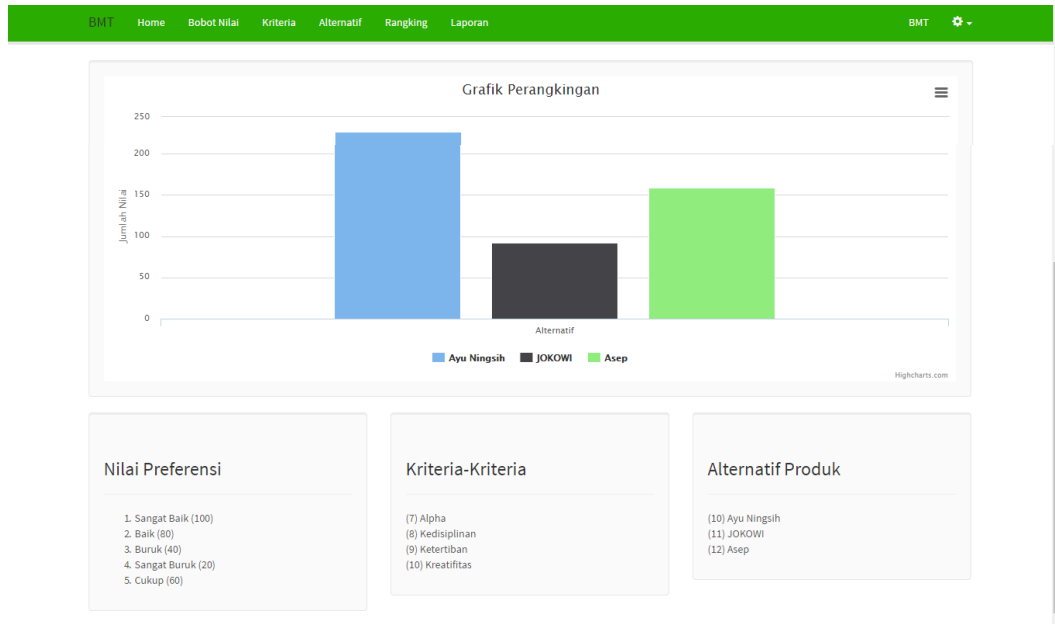 BMT Home Bobot Nilai Kriteria Alternatif Rangking Laporan BMT
Grafik Perangkingan
250
200
150
100
50
0
Jumlah Nilai
Alternatif
Ayu Ningsih JOKOWI Asep
Highcharts.com
Nilai Preferensi
1. Sangat Baik (100)
2. Baik (80)
3. Buruk (40)
4. Sangat Buruk (20)
5. Cukup (60)
Kriteria-Kriteria
(7) Alpha
(8) Kedisiplinan
(9) Ketertiban
(10) Kreatifitas
Alternatif Produk
(10) Ayu Ningsih
(11) JOKOWI
(12) Asep